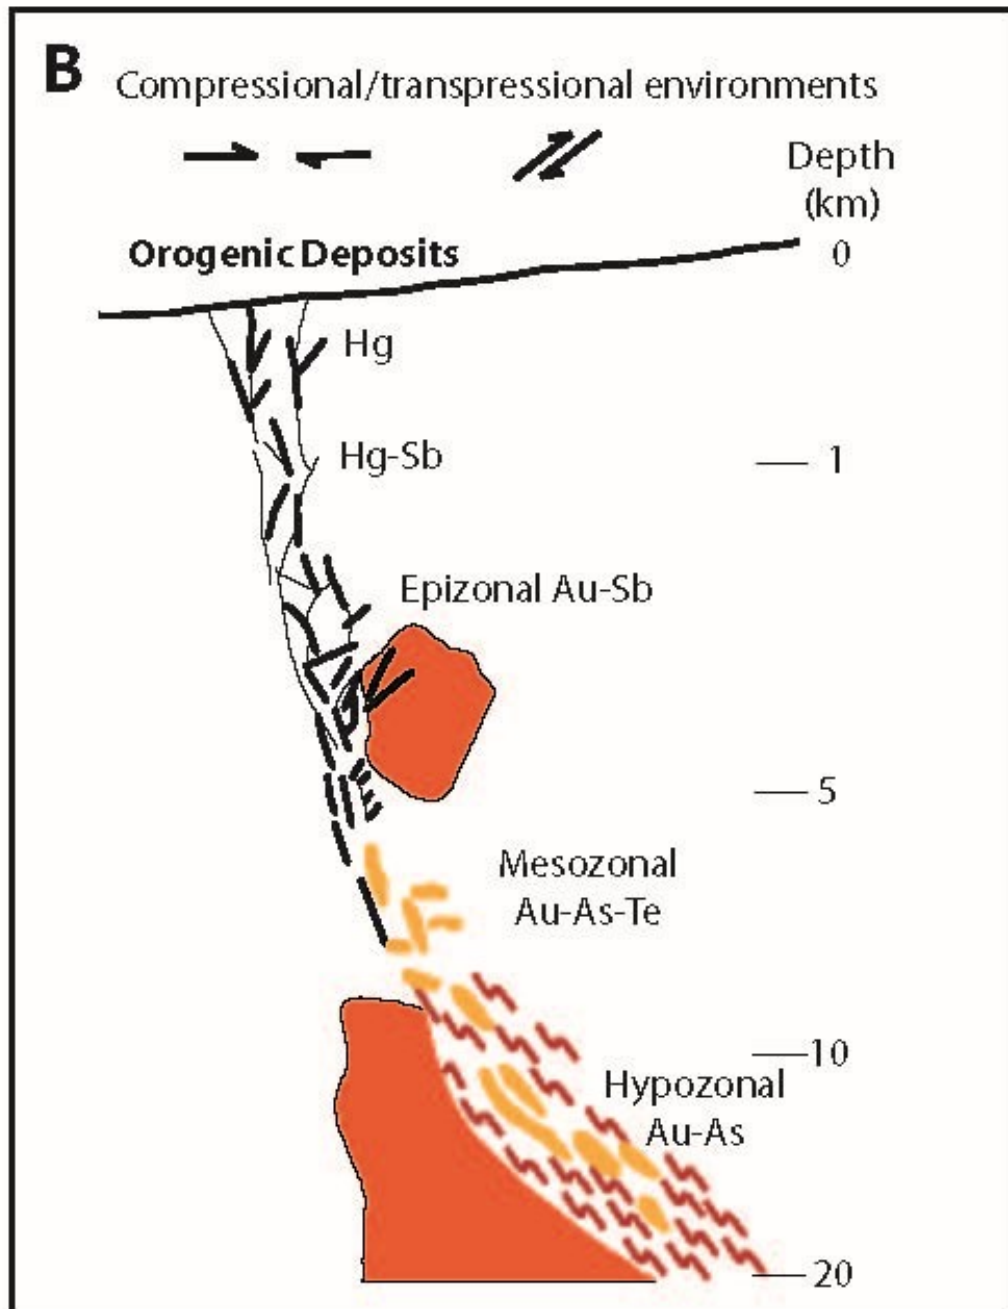 B
Compressional/transpressional environments
Depth
(km)
Orogenic Deposits
0
Hg
Hg-Sb
1
Epizonal Au-Sb
5
Mesozonal
Au-As-Te
10
Hypozonal
Au-As
20